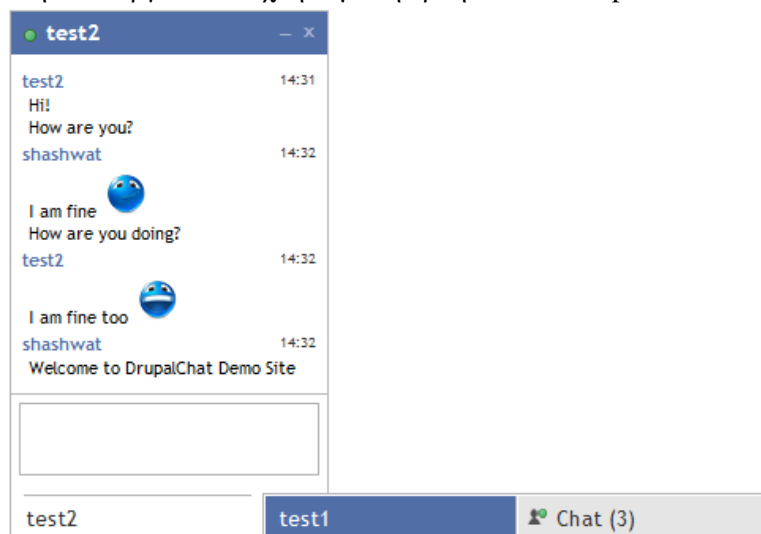 test2
test2 14:31
Hi!
How are you?
shashwat 14:32
I am fine
How are you doing?
test2 14:32
I am fine too
shashwat 14:32
Welcome to DrupalChat Demo Site
test2 test1 Chat (3)